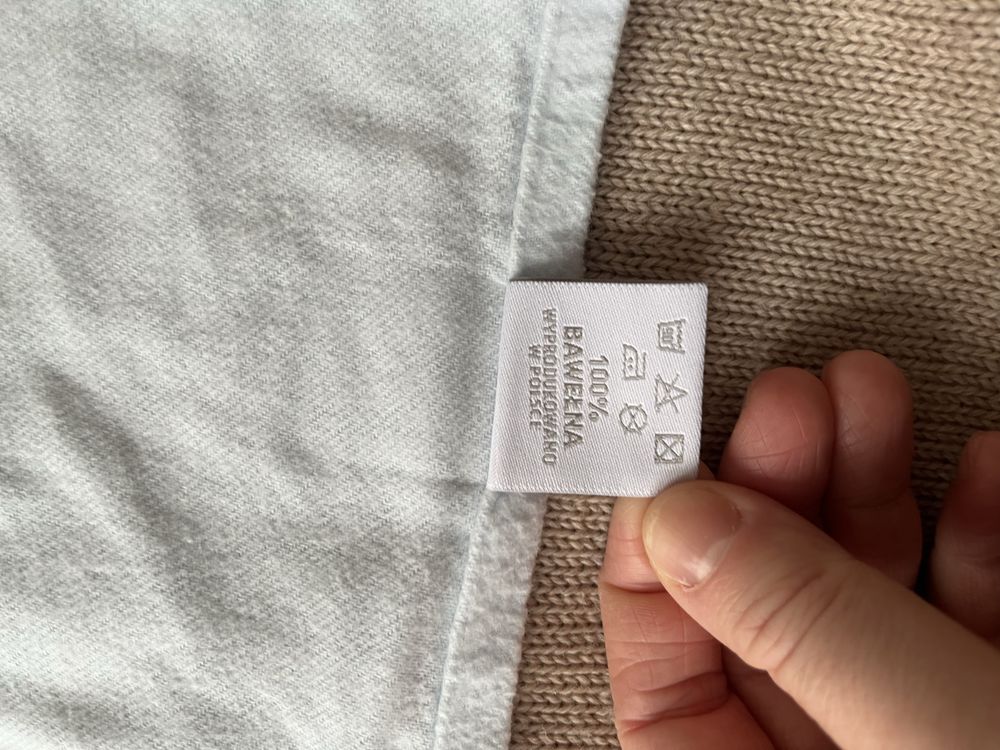 100%
BAWEŁNA
WYPRODUKOWANO
W POLSCE